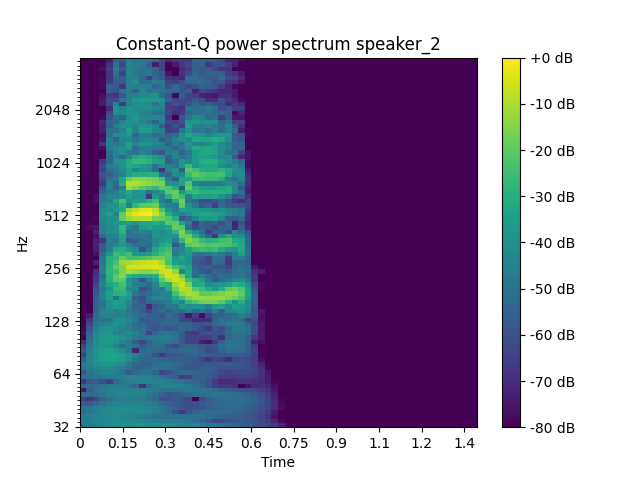 Constant-Q power spectrum speaker_2
+0 dB
2048
-10 dB
1024
-20 dB
512
-30 dB
Hz
-40 dB
256
-50 dB
128
-60 dB
64
-70 dB
32
-80 dB
0 0.15 0.3 0.45 0.6 0.75 0.9 1.1 1.2 1.4
Time